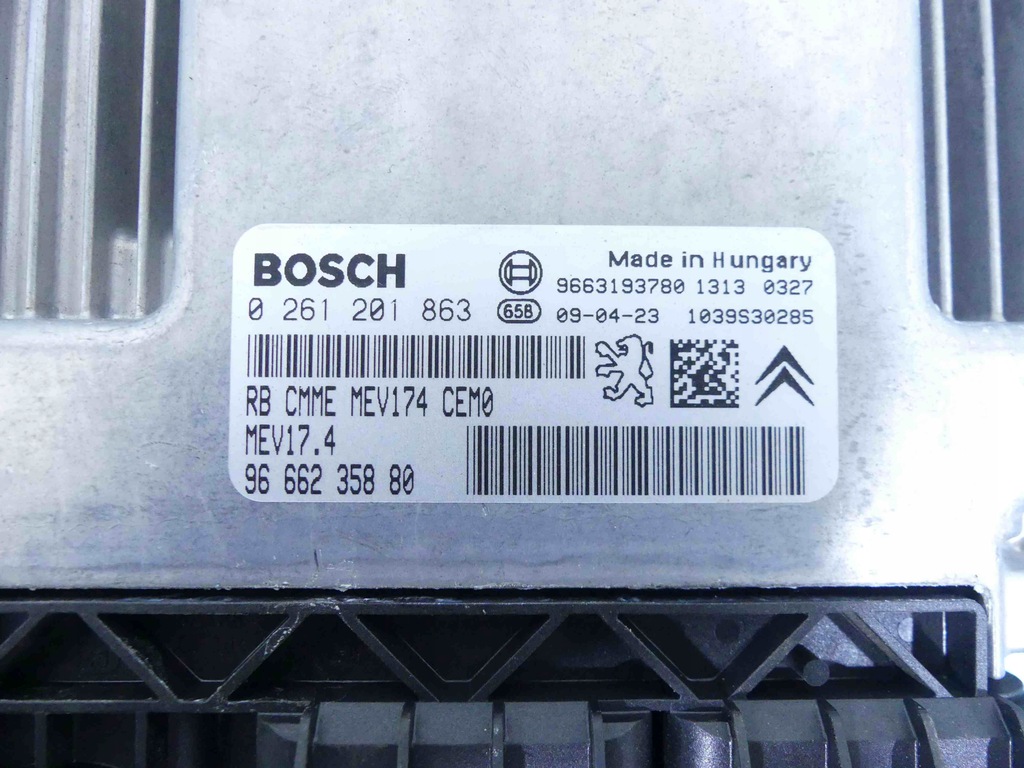 BOSCH
Made in Hungary
9663193780 1313 0327
0 261 201 863
65B
09-04-23 1039S30285
RB CMME MEV174 CEM0
MEV17.4
96 662 358 80